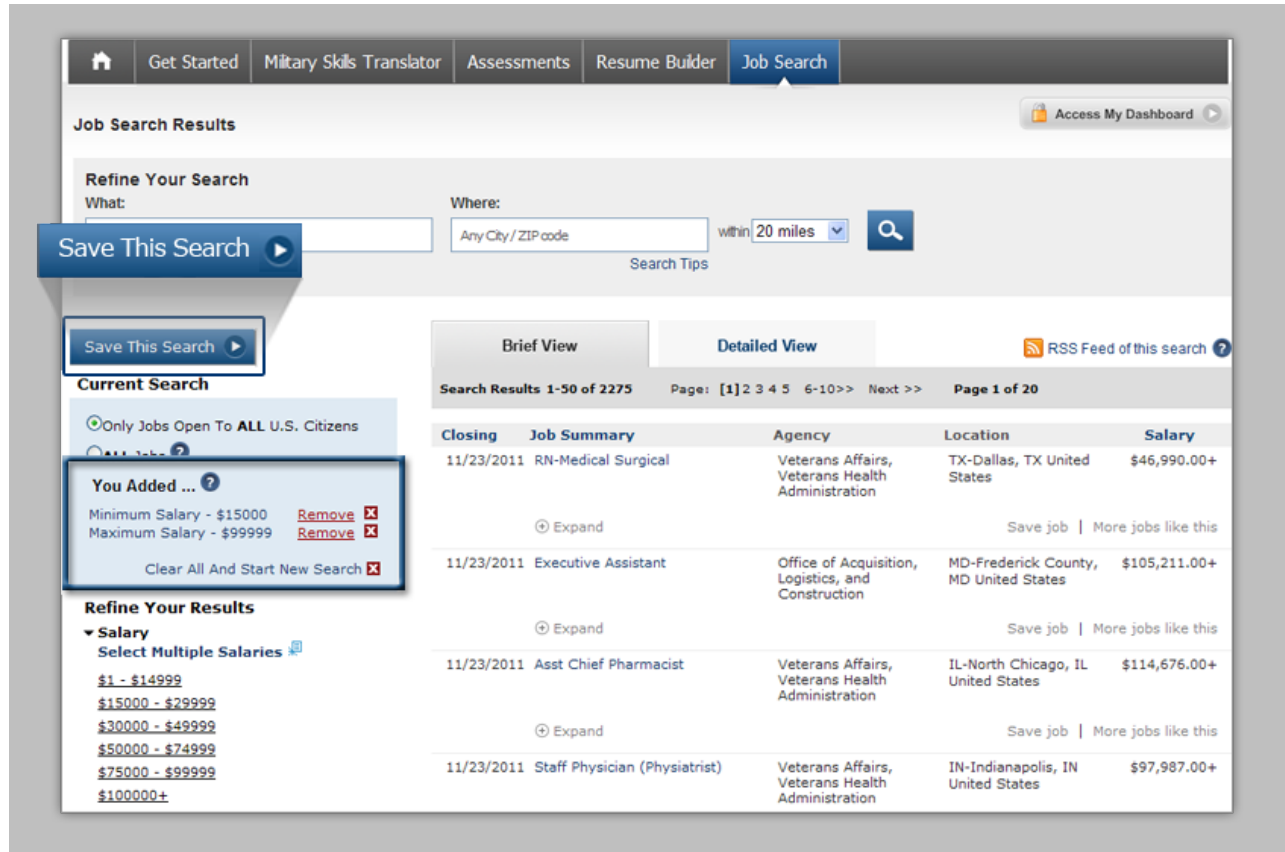 Get Started Military Skills Translator Assessments Resume Builder Job Search
Job Search Results
Access My Dashboard
Refine Your Search
What: Where:
Any City / ZIP code within 20 miles
Save This Search
Search Tips
Save This Search
Brief View Detailed View RSS Feed of this search ?
Current Search
Search Results 1-50 of 2275 Page: [1] 2 3 4 5 6-10>> Next >> Page 1 of 20
Only Jobs Open To ALL U.S. Citizens
ALL Jobs ?
You Added ... ?
Minimum Salary - $15000 Remove
Maximum Salary - $99999 Remove
Clear All And Start New Search
Refine Your Results
Salary
Select Multiple Salaries
$1 - $14999
$15000 - $29999
$30000 - $49999
$50000 - $74999
$75000 - $99999
$100000+
Closing Job Summary Agency Location Salary
11/23/2011 RN-Medical Surgical Veterans Affairs, TX-Dallas, TX United $46,990.00+
Veterans Health States
Administration
Expand Save job | More jobs like this
11/23/2011 Executive Assistant Office of Acquisition, MD-Frederick County, $105,211.00+
Logistics, and MD United States
Construction
Expand Save job | More jobs like this
11/23/2011 Asst Chief Pharmacist Veterans Affairs, IL-North Chicago, IL $114,676.00+
Veterans Health United States
Administration
Expand Save job | More jobs like this
11/23/2011 Staff Physician (Physiatrist) Veterans Affairs, IN-Indianapolis, IN $97,987.00+
Veterans Health United States
Administration